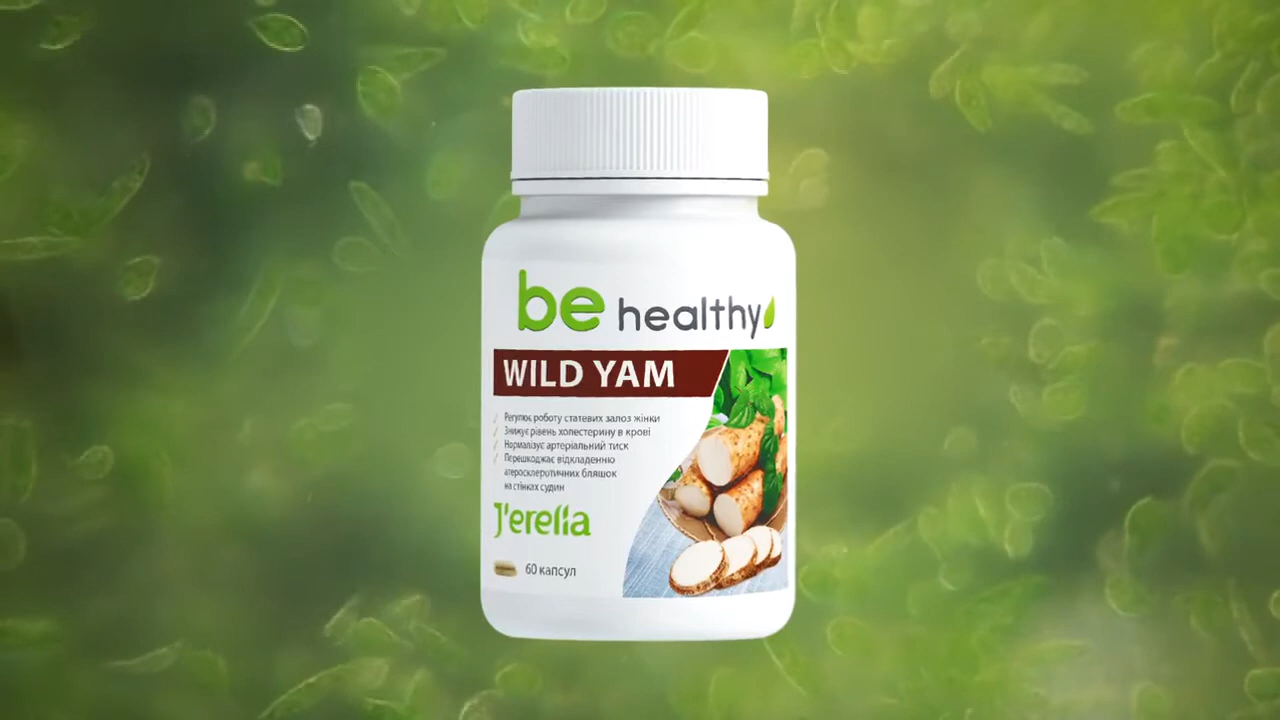 be healthy
WILD YAM
Регулює роботу статевих залоз жінки
Знижує рівень холестерину в крові
Нормалізує артеріальний тиск
Перешкоджає відкладенню
атеросклеротичних бляшок
на стінках судин
J'erelia
60 капсул